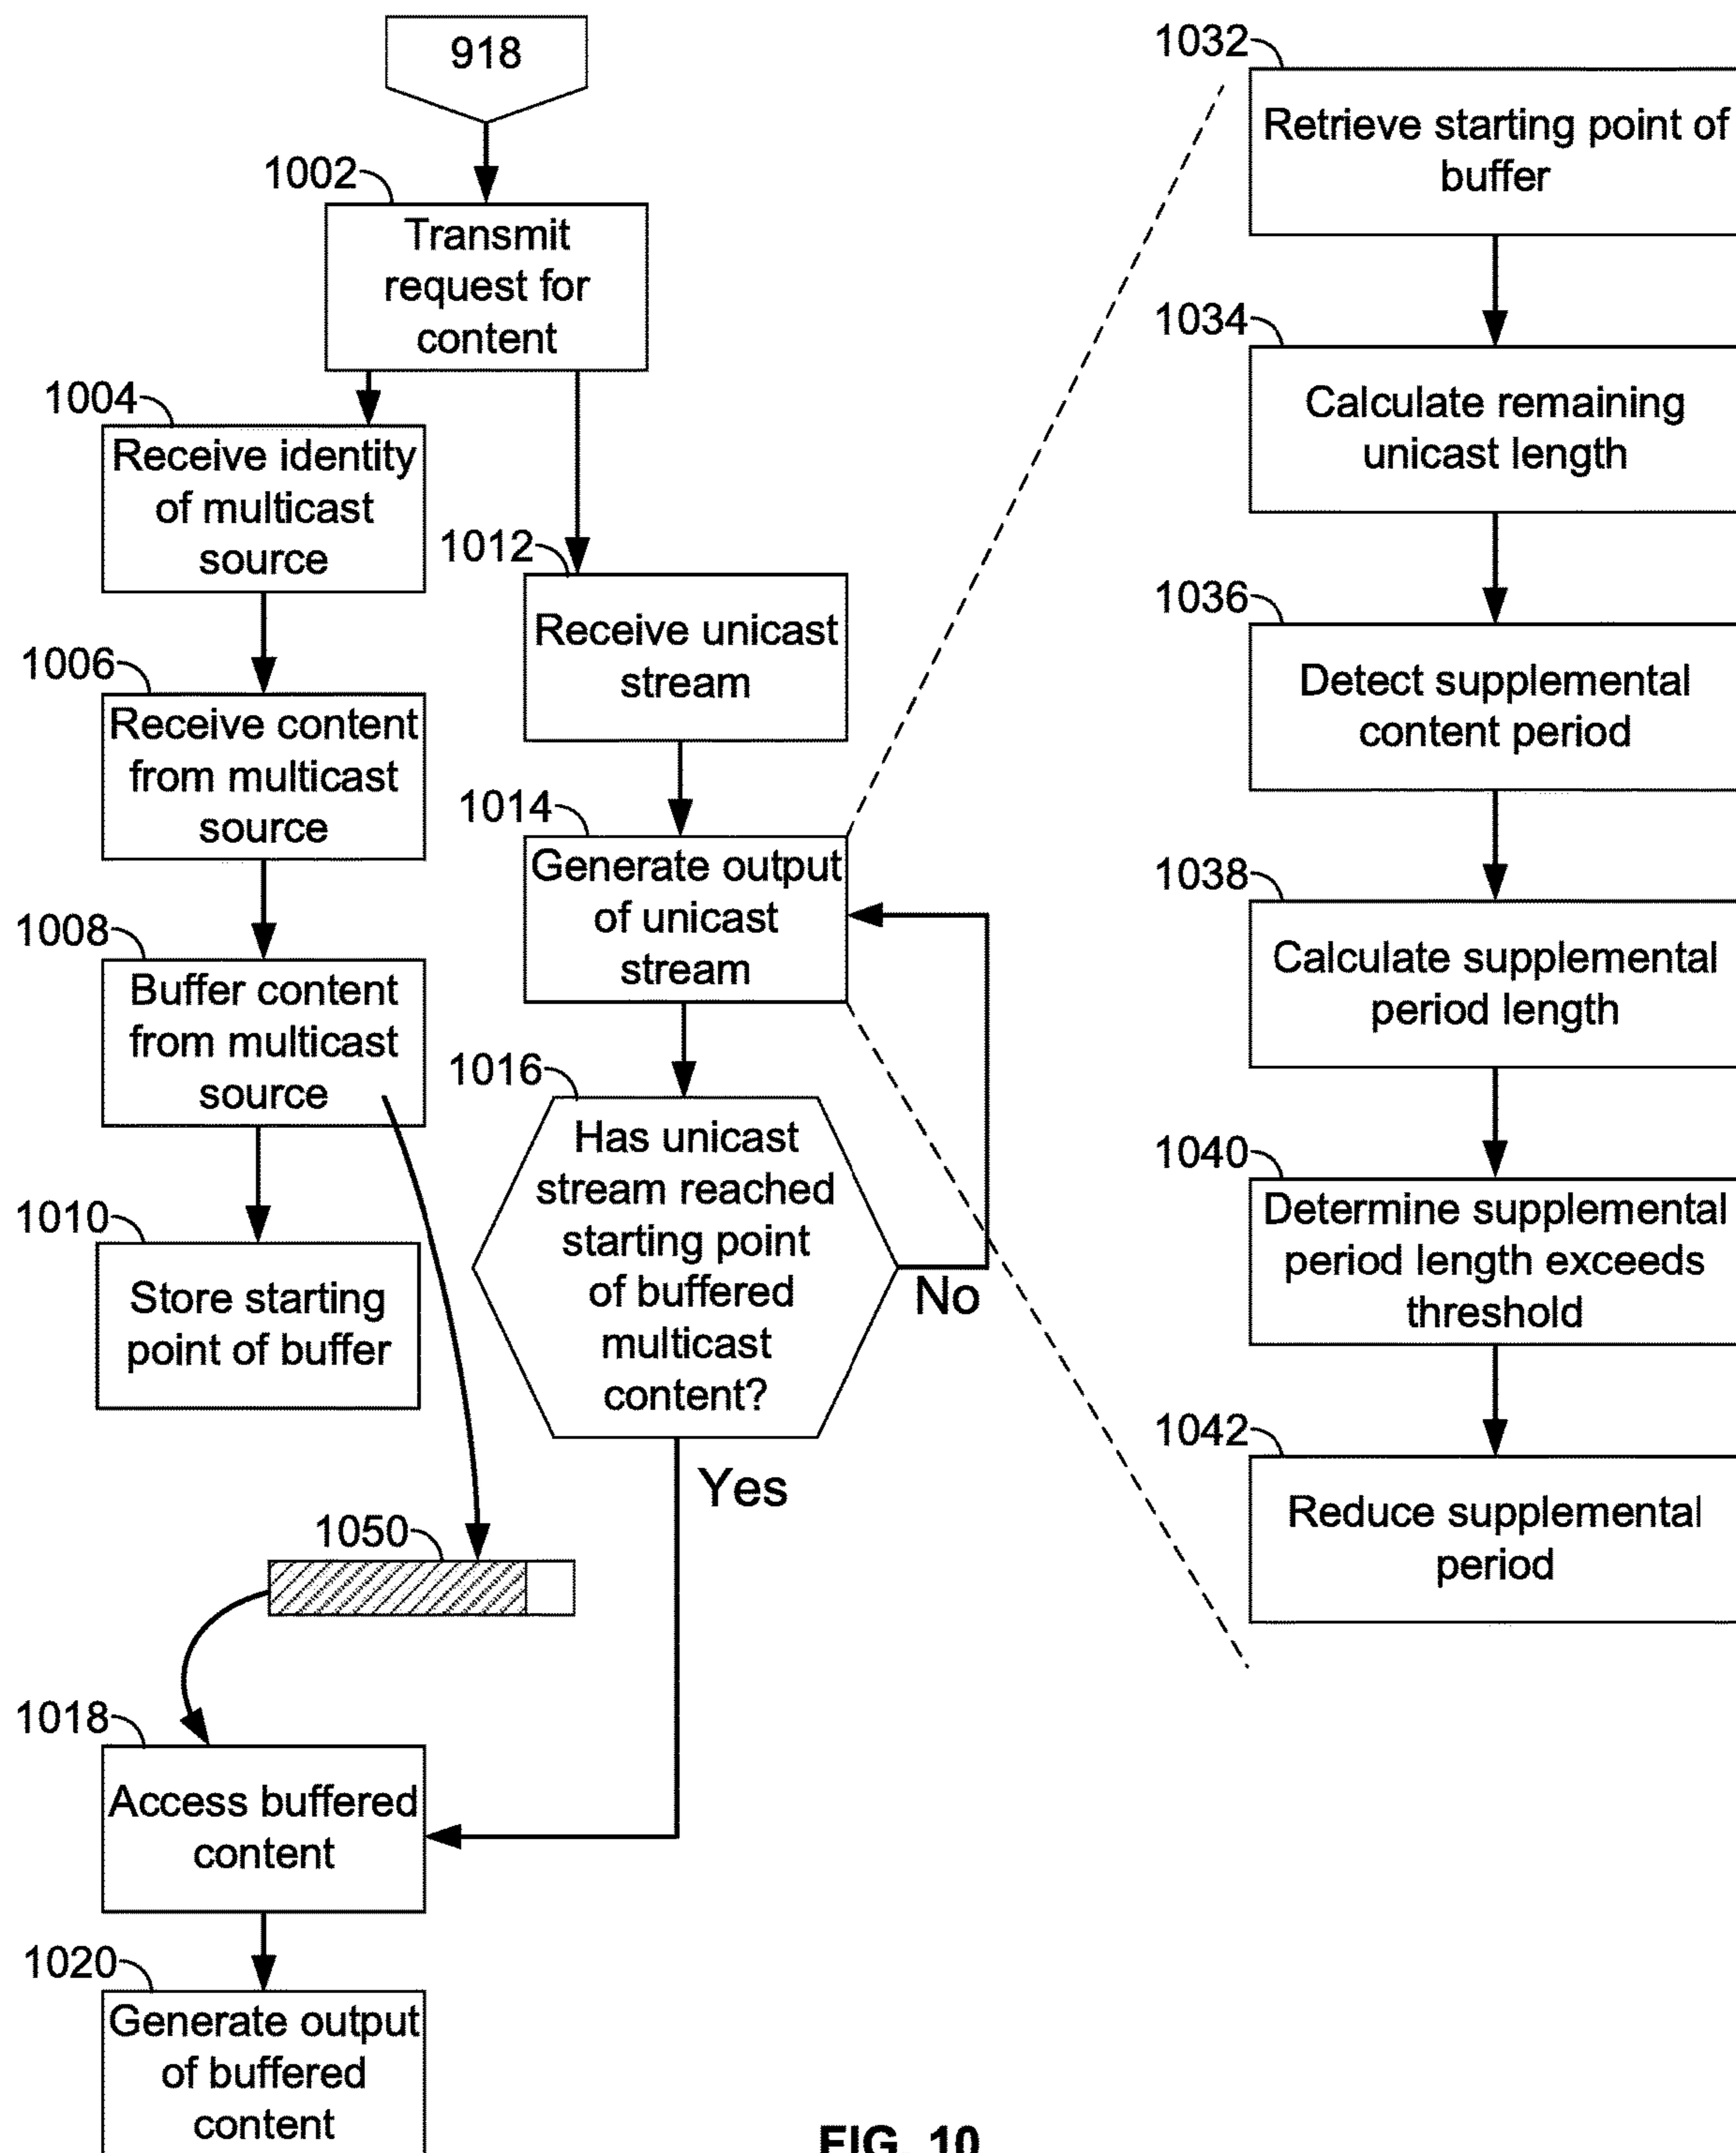 918
1002
Transmit
request for
content
1004
Receive identity
of multicast
source
1006
Receive content
from multicast
source
1008
Buffer content
from multicast
source
1010
Store starting
point of buffer
1012
Receive unicast
stream
1014
Generate output
of unicast
stream
1016
Has unicast
stream reached
starting point
of buffered
multicast
content?
No
Yes
1050
1018
Access buffered
content
1020
Generate output
of buffered
content
1032
Retrieve starting point of
buffer
1034
Calculate remaining
unicast length
1036
Detect supplemental
content period
1038
Calculate supplemental
period length
1040
Determine supplemental
period length exceeds
threshold
1042
Reduce supplemental
period
FIG. 10